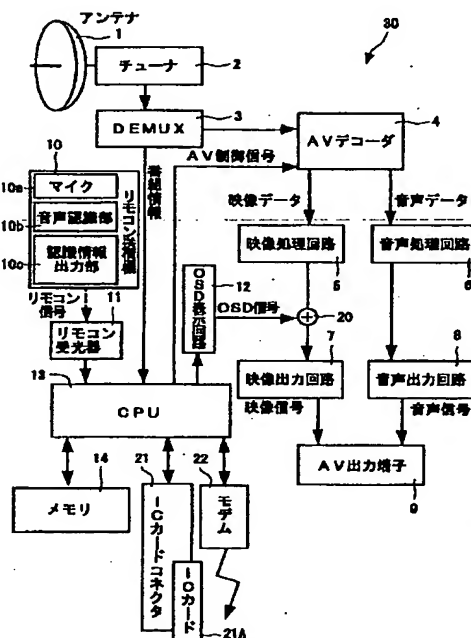 アンテナ
1
30
チューナ
2
DEMUX
3
AVデコーダ
4
AV制御信号
番組情報
映像データ
音声データ
10
10a
マイク
10b
音声認識部
10c
認識情報
出力部
リモコン送信機
リモコン
信号
11
リモコン
受光器
映像処理回路
5
音声処理回路
6
12
OSD表示回路
OSD信号
20
13
CPU
7
映像出力回路
8
音声出力回路
映像信号
音声信号
AV出力端子
9
14
メモリ
21
ICカードコネクタ
22
モデム
ICカード
21A